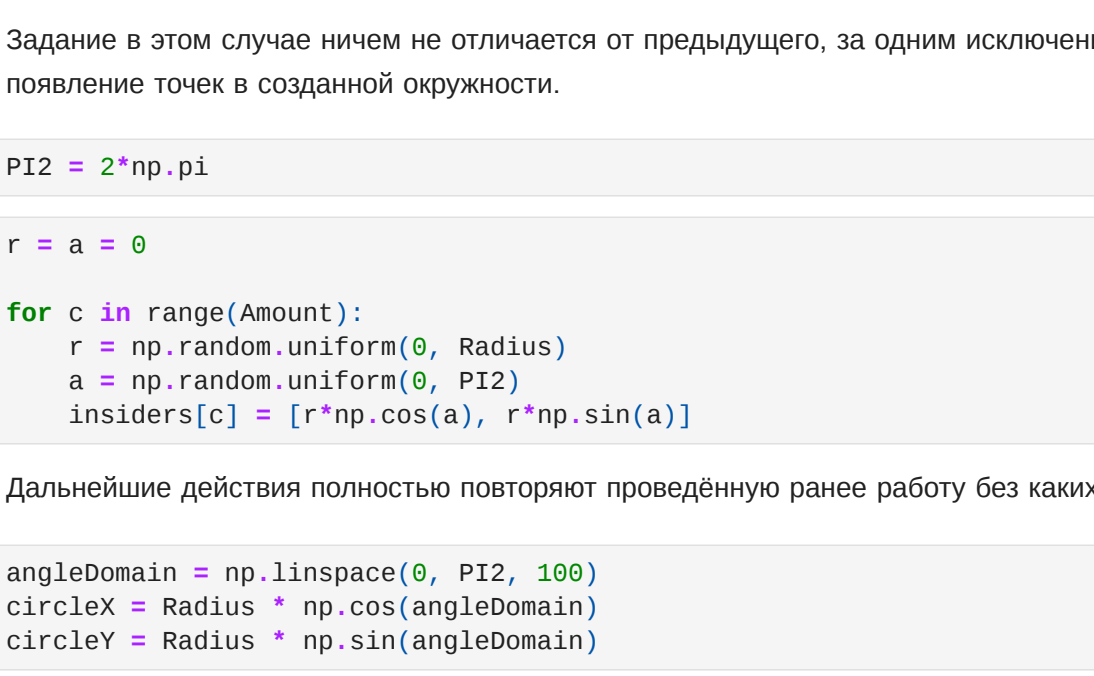 Задание в этом случае ничем не отличается от предыдущего, за одним
появление точек в созданной окружности.
PI2 = 2*np.pi
r = a = 0
for c in range(Amount):
    r = np.random.uniform(0, Radius)
    a = np.random.uniform(0, PI2)
    insiders[c] = [r*np.cos(a), r*np.sin(a)]
Дальнейшие действия полностью повторяют проведённую ранее работу без каких
angleDomain = np.linspace(0, PI2, 100)
circleX = Radius * np.cos(angleDomain)
circleY = Radius * np.sin(angleDomain)